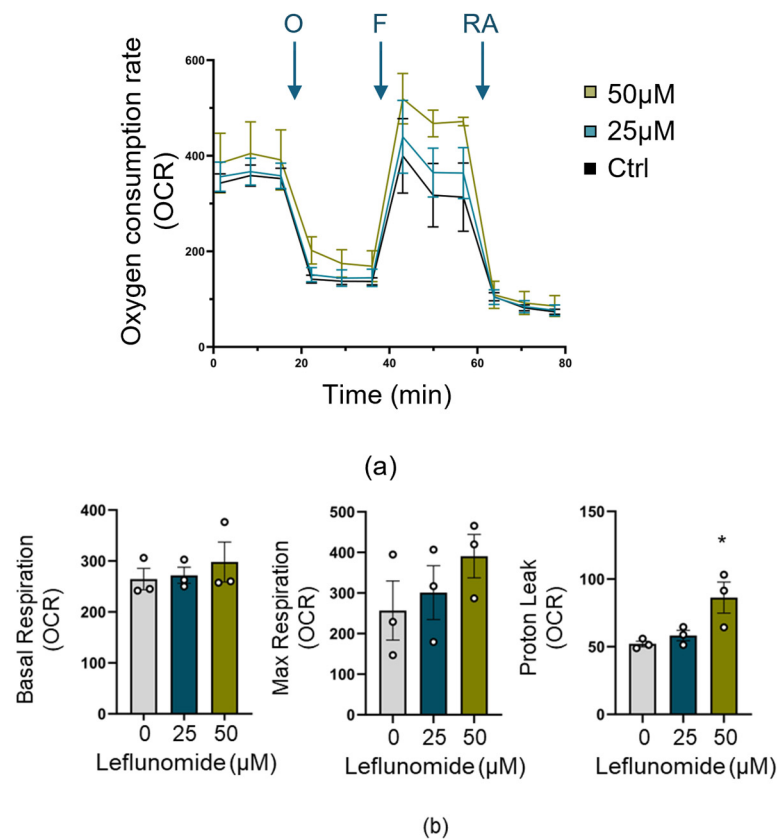 O F RA
Oxygen consumption rate
(OCR)
600
400
200
0
0 20 40 60 80
Time (min)
50µM
25µM
Ctrl
(a)
Basal Respiration
(OCR)
400
300
200
300
0
0 25 50
Leflunomide (µM)
Max Respiration
(OCR)
500
400
300
200
100
0
0 25 50
Leflunomide (µM)
Proton Leak
(OCR)
150
100
50
0
*
0 25 50
Leflunomide (µM)
(b)